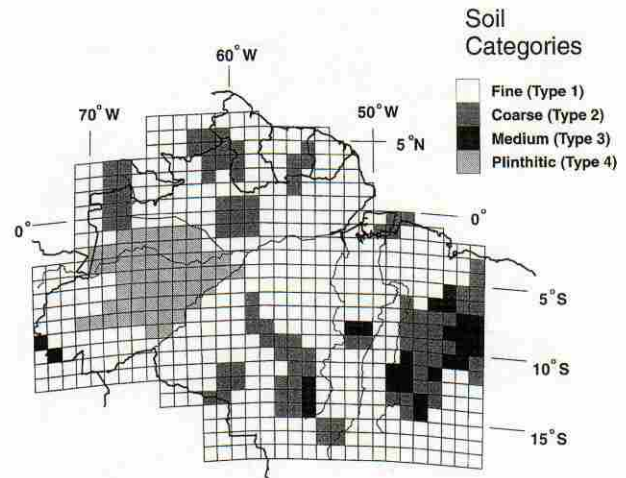 Soil
Categories
Fine (Type 1)
Coarse (Type 2)
Medium (Type 3)
Plinthitic (Type 4)
60°W
70°W
50°W
5°N
0°
0°
5°S
10°S
15°S